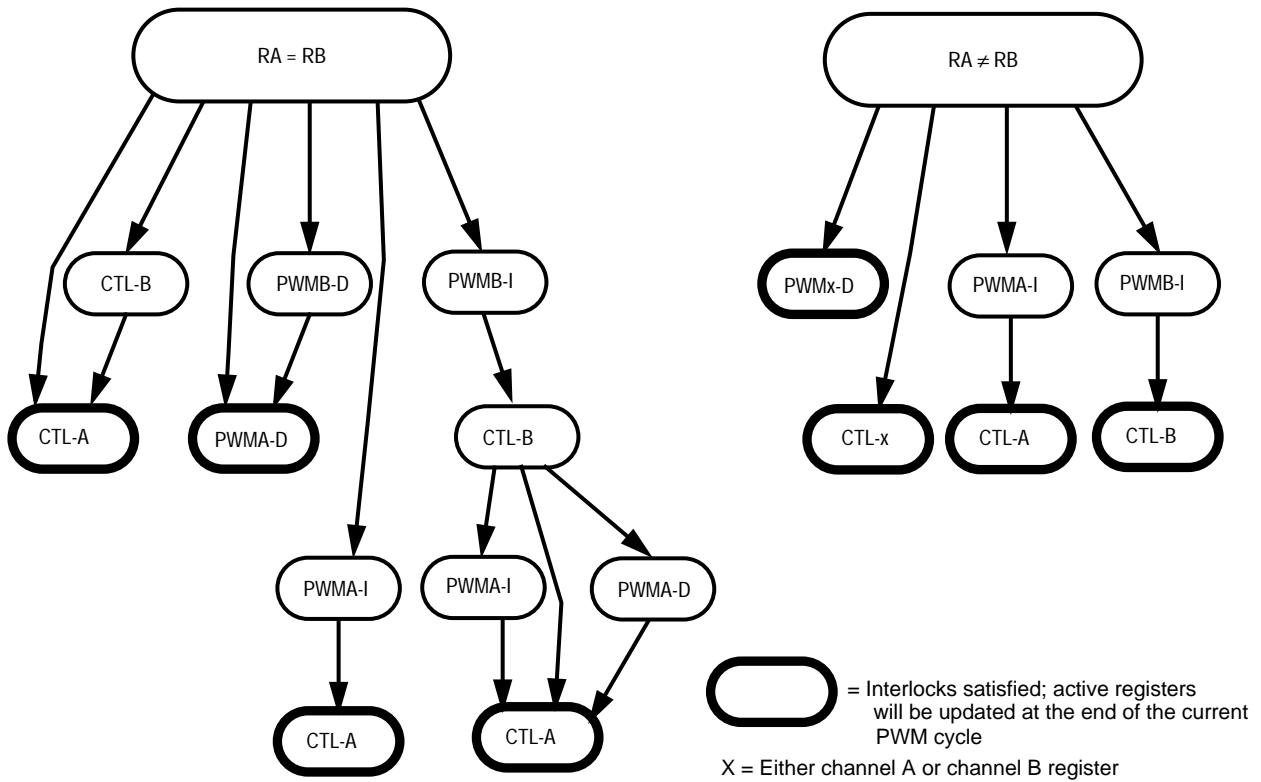 RA = RB
RA ≠ RB
CTL-B
PWMB-D
PWMB-I
PWMx-D
PWMA-I
PWMB-I
CTL-A
PWMA-D
CTL-B
CTL-x
CTL-A
CTL-B
PWMA-I
PWMA-I
PWMA-D
CTL-A
CTL-A
= Interlocks satisfied; active registers
will be updated at the end of the current
PWM cycle
X = Either channel A or channel B register